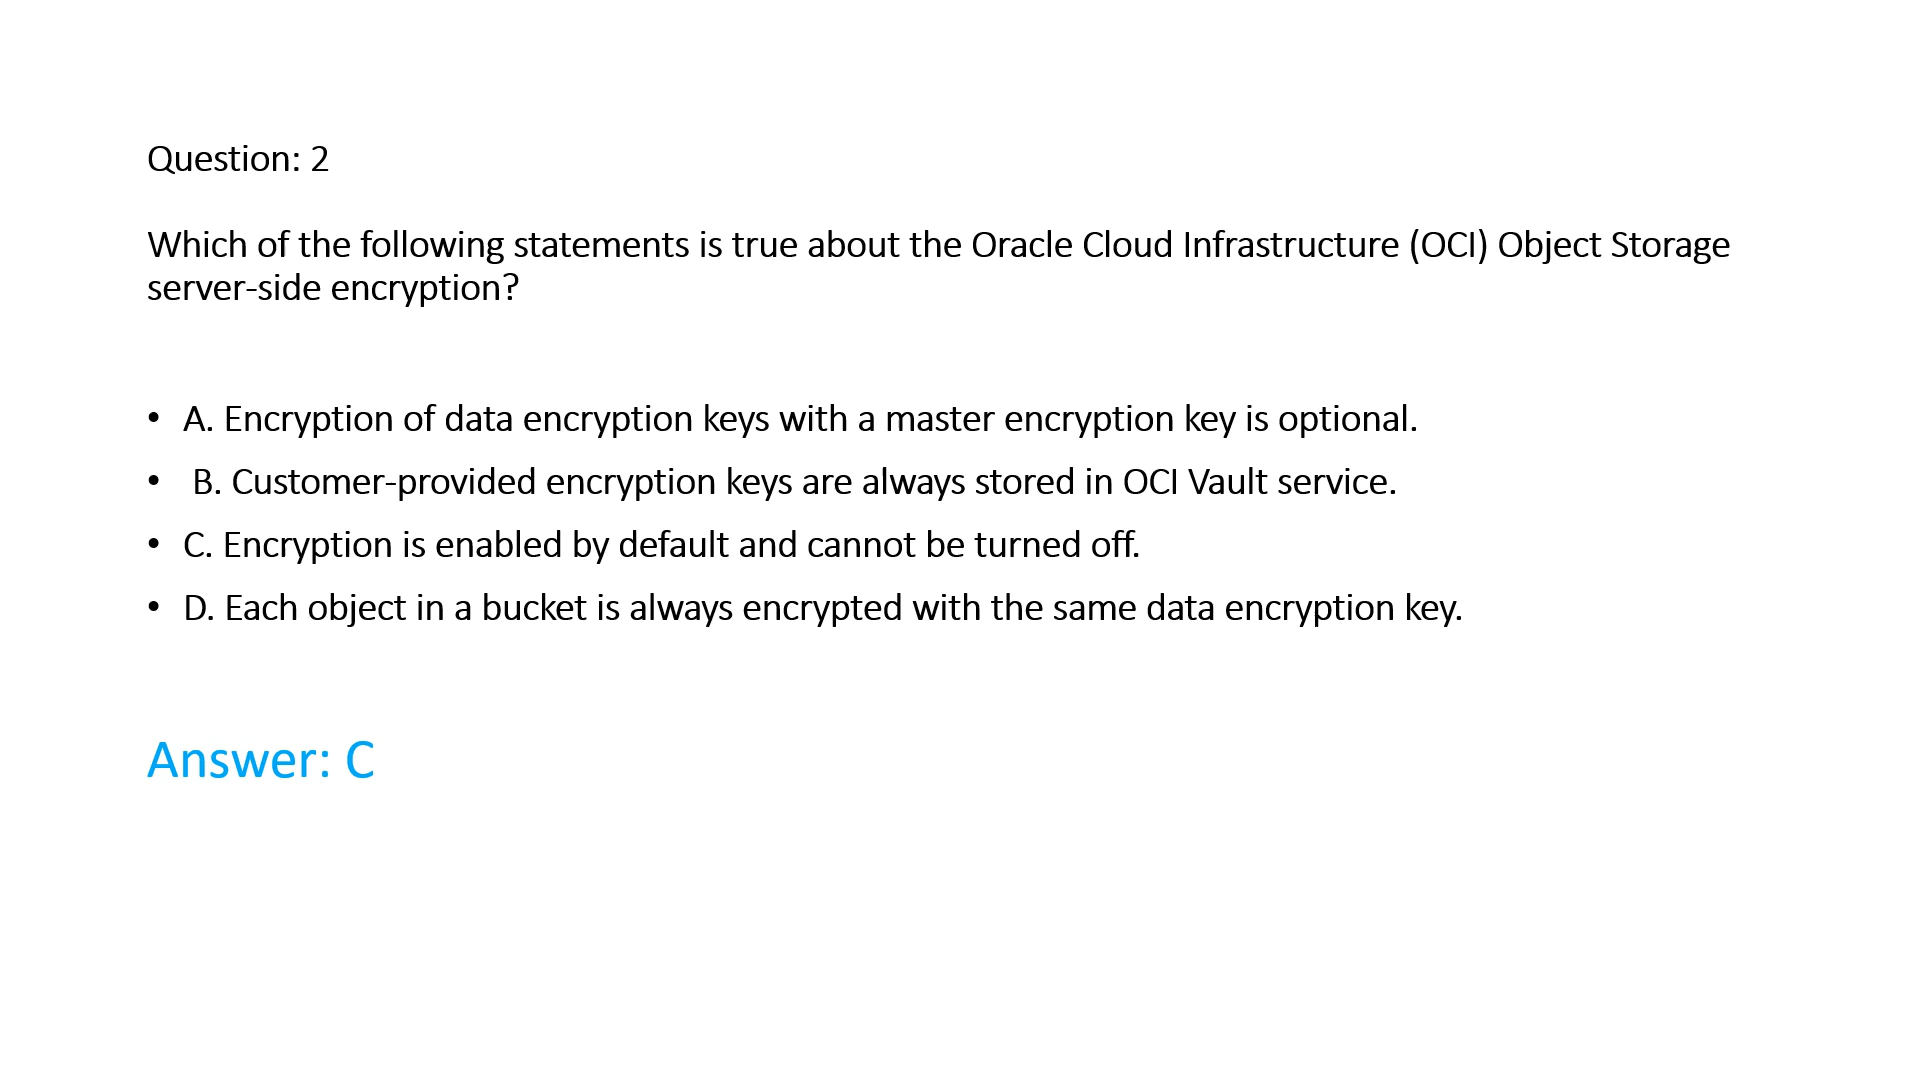 Question: 2
Which of the following statements is true about the Oracle Cloud Infrastructure (OCI) Object Storage
server-side encryption?
• A. Encryption of data encryption keys with a master encryption key is optional.
• B. Customer-provided encryption keys are always stored in OCI Vault service.
• C. Encryption is enabled by default and cannot be turned off.
• D. Each object in a bucket is always encrypted with the same data encryption key.
Answer: C